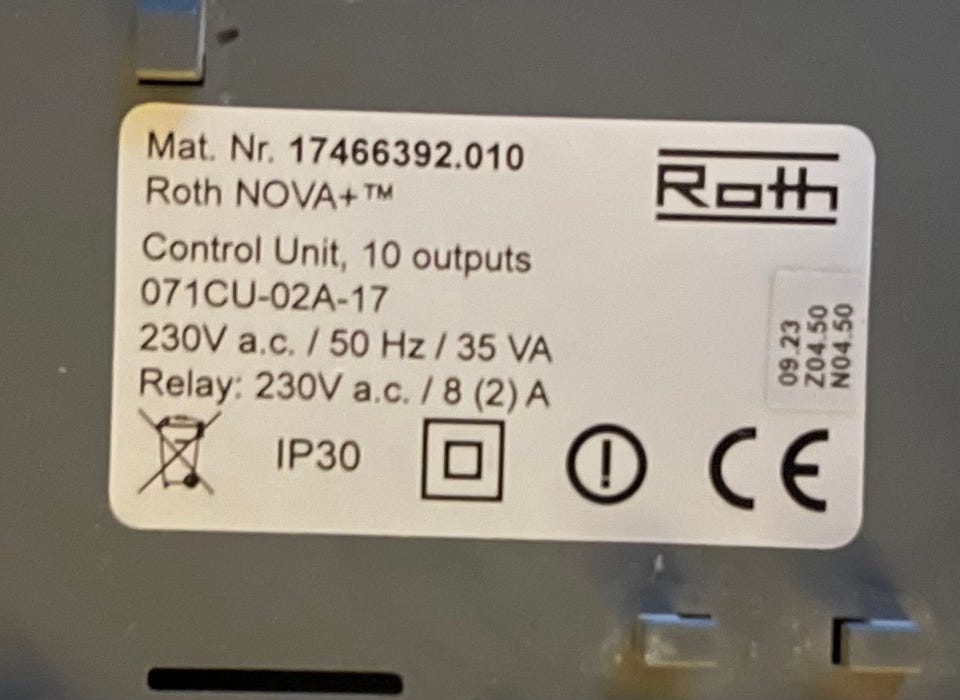 Mat. Nr. 17466392.010
Roth NOVA+™
Roth
Control Unit, 10 outputs
071CU-02A-17
230V a.c. / 50 Hz / 35 VA
Relay: 230V a.c. / 8 (2) A
09.23
Z04.50
N04.50
IP30
CE